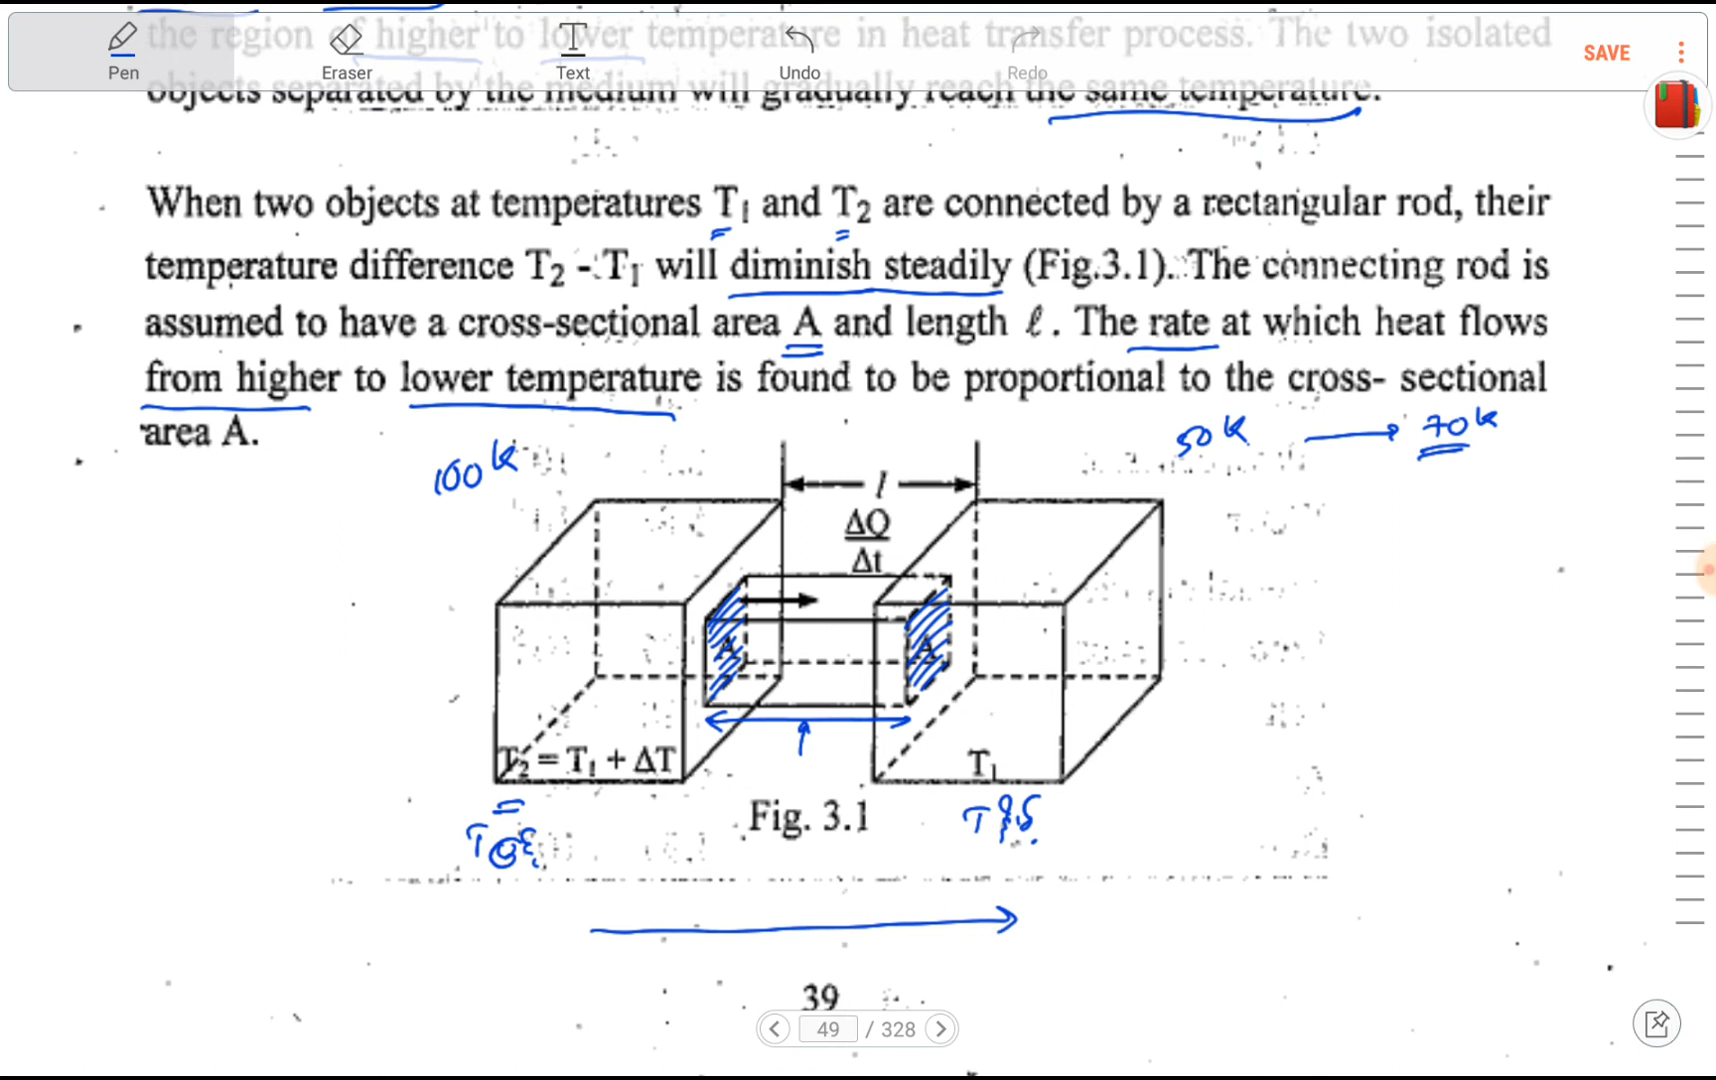 the region of higher to lower temperature in heat transfer process. The two isolated
Pen
Eraser
Text
Undo
Redo
SAVE
objects separated by the medium will gradually reach the same temperature.
When two objects at temperatures T₁ and T₂ are connected by a rectangular rod, their
temperature difference T₂ - T₁ will diminish steadily (Fig.3.1). The connecting rod is
assumed to have a cross-sectional area A and length ℓ. The rate at which heat flows
from higher to lower temperature is found to be proportional to the cross- sectional
area A.
100 K
50 K → 70 K
l
ΔQ
Δt
A
A
T₂ = T₁ + ΔT
T₁
Fig. 3.1
39
49 / 328